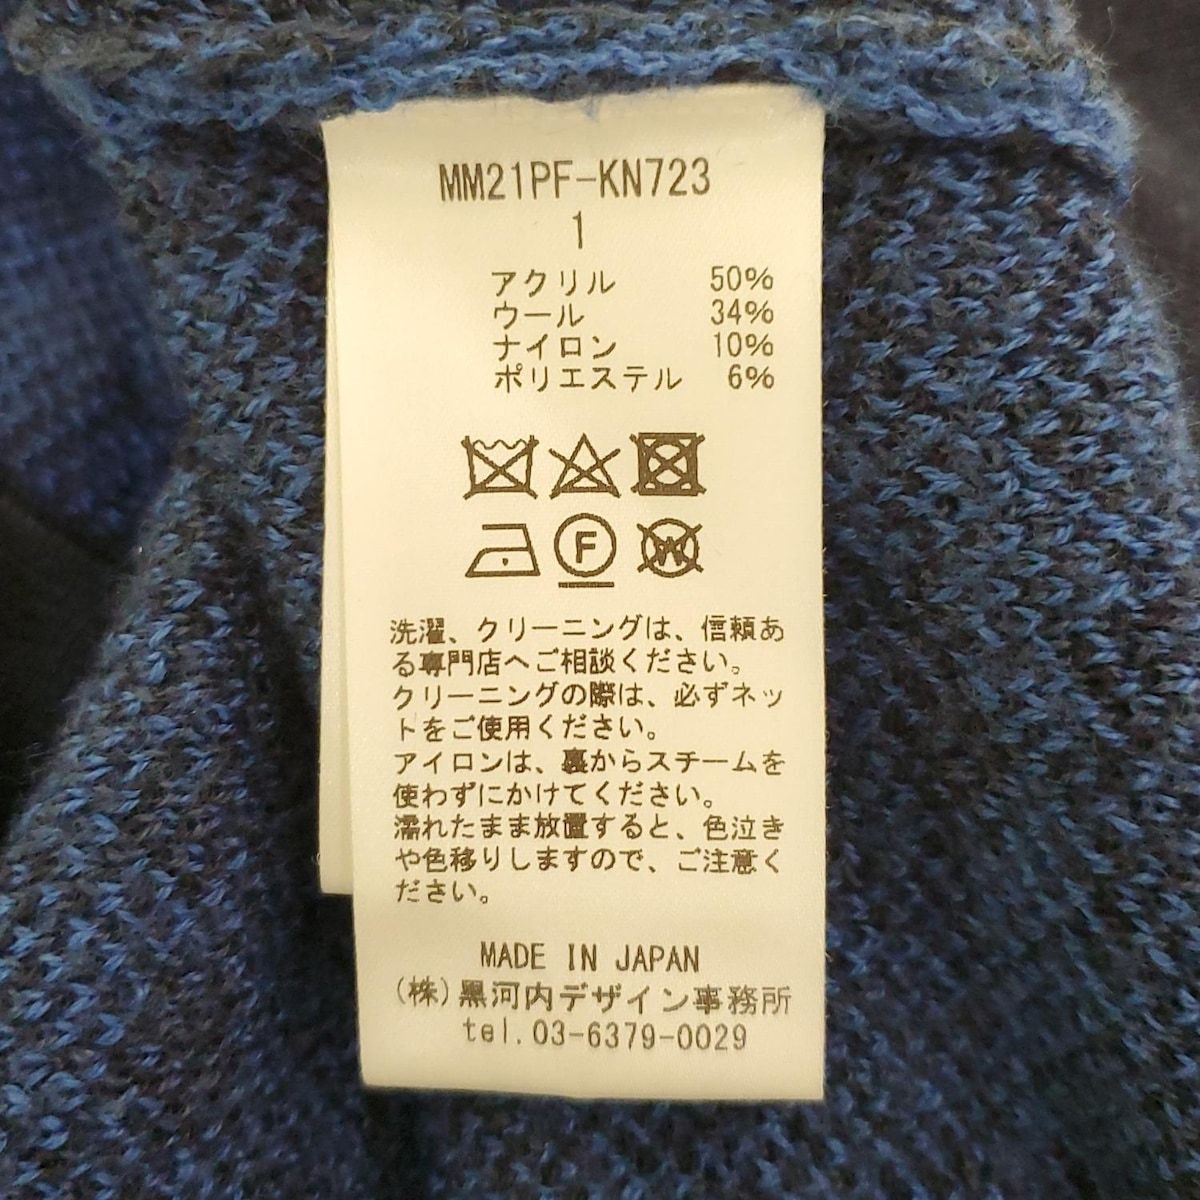 MM21PF-KN723
1
アクリル 50%
ウール 34%
ナイロン 10%
ポリエステル 6%
F
W
洗濯、クリーニングは、信頼あ
る専門店へご相談ください。
クリーニングの際は、必ずネッ
トをご使用ください。
アイロンは、裏からスチームを
使わずにかけてください。
濡れたまま放置すると、色泣き
や色移りしますので、ご注意く
ださい。
MADE IN JAPAN
(株)黒河内デザイン事務所
tel.03-6379-0029